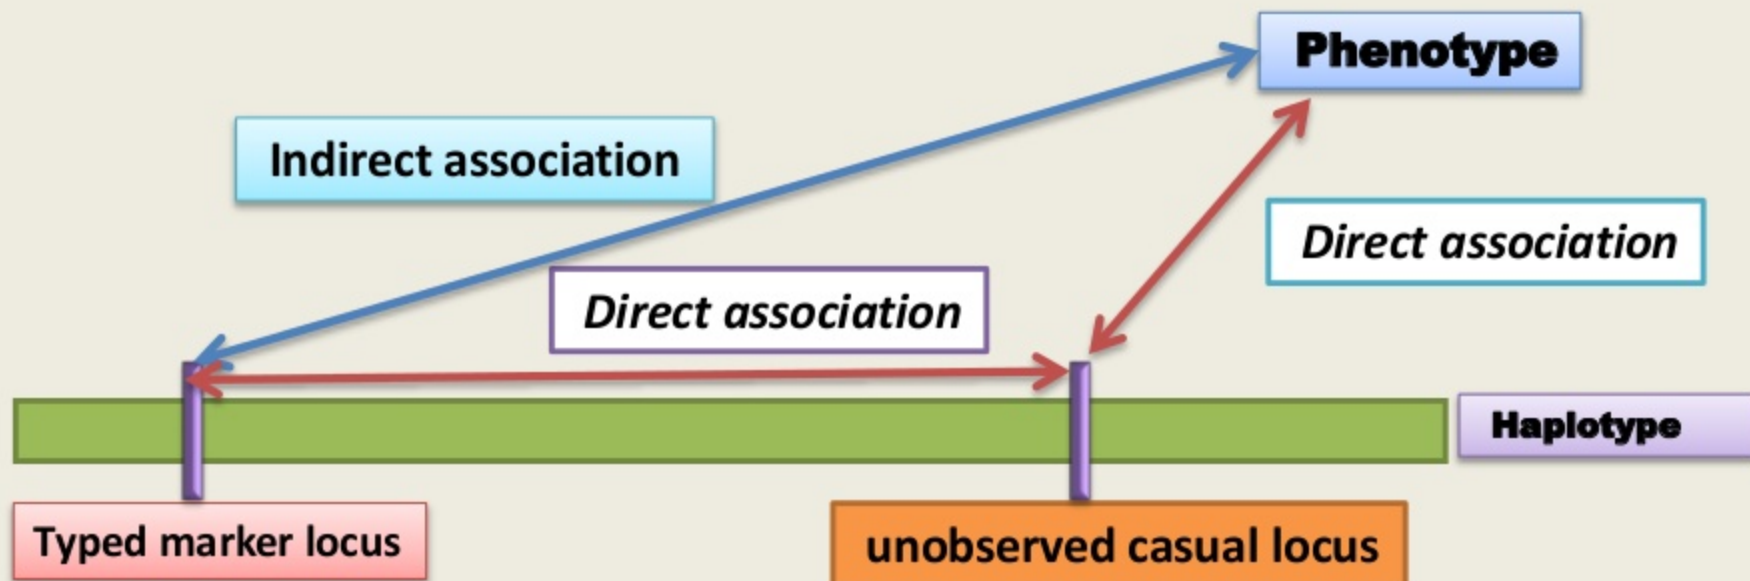 Phenotype
Indirect association
Direct association
Direct association
Haplotype
Typed marker locus
unobserved casual locus